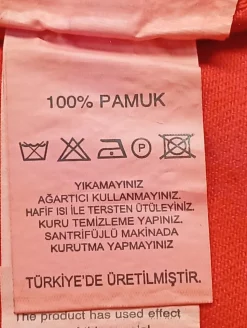 100% PAMUK
P
YIKAMAYINIZ
AĞARTICI KULLANMAYINIZ.
HAFİF ISI İLE TERSTEN ÜTÜLEYİNİZ.
KURU TEMİZLEME YAPINIZ.
SANTRİFÜJLÜ MAKİNADA
KURUTMA YAPMAYINIZ
TÜRKİYE'DE ÜRETİLMİŞTİR.
The product has used effect